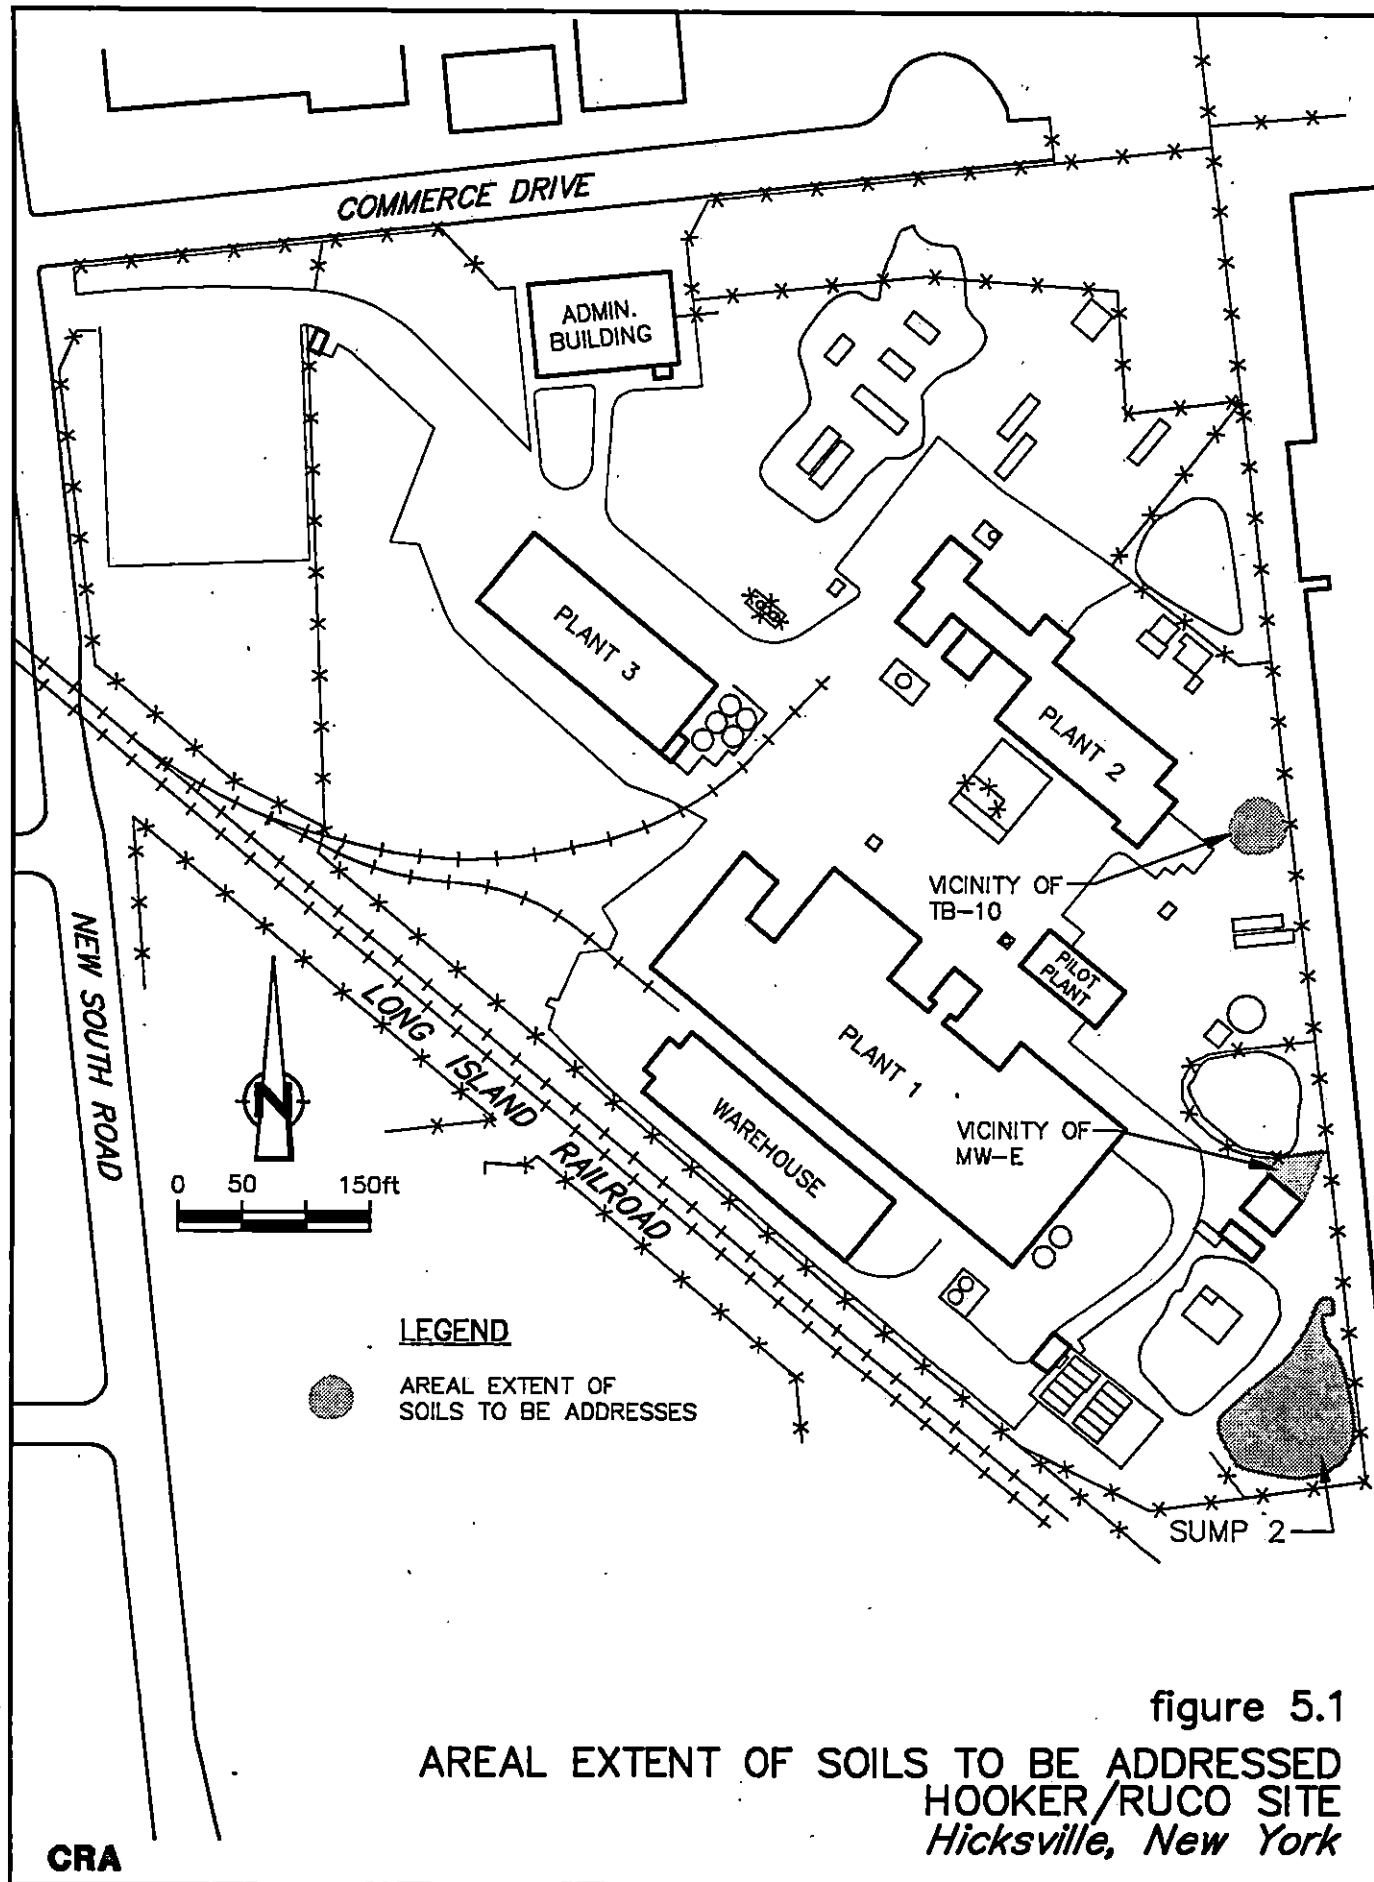 COMMERCE DRIVE
ADMIN.
BUILDING
PLANT 3
PLANT 2
VICINITY OF
TB-10
PILOT
PLANT
NEW SOUTH ROAD
LONG ISLAND RAILROAD
PLANT 1
WAREHOUSE
VICINITY OF
MW-E
N
0 50 150ft
LEGEND
AREAL EXTENT OF
SOILS TO BE ADDRESSES
SUMP 2
figure 5.1
AREAL EXTENT OF SOILS TO BE ADDRESSED
HOOKER/RUCO SITE
Hicksville, New York
CRA